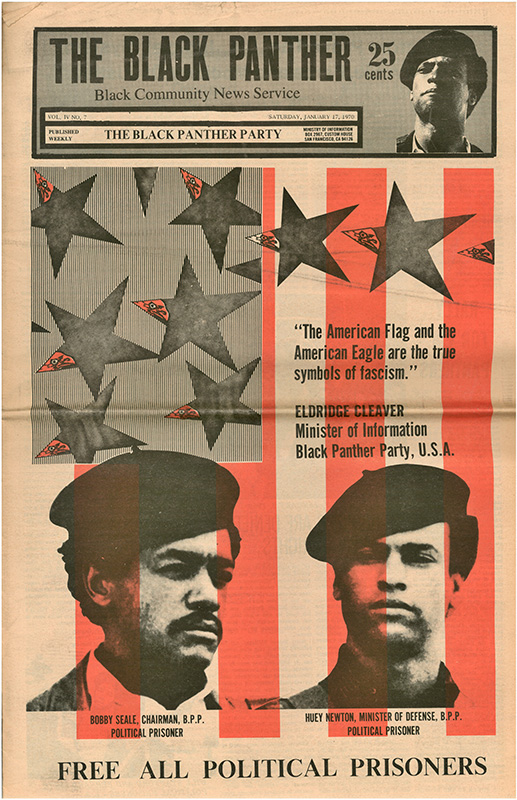 THE BLACK PANTHER
25
cents
Black Community News Service
VOL. IV NO. 7
SATURDAY, JANUARY 17, 1970
PUBLISHED
WEEKLY
THE BLACK PANTHER PARTY
MINISTRY OF INFORMATION
BOX 2967, CUSTOM HOUSE
SAN FRANCISCO, CA 94126
"The American Flag and the
American Eagle are the true
symbols of fascism."
ELDRIDGE CLEAVER
Minister of Information
Black Panther Party, U.S.A.
BOBBY SEALE, CHAIRMAN, B.P.P.
POLITICAL PRISONER
HUEY NEWTON, MINISTER OF DEFENSE, B.P.P.
POLITICAL PRISONER
FREE ALL POLITICAL PRISONERS